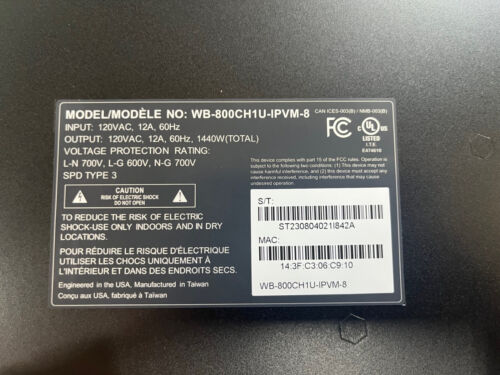 MODEL/MODÈLE NO: WB-800CH1U-IPVM-8
CAN ICES-003(B) / NMB-003(B)
INPUT: 120VAC, 12A, 60Hz
OUTPUT: 120VAC, 12A, 60Hz, 1440W(TOTAL)
VOLTAGE PROTECTION RATING:
L-N 700V, L-G 600V, N-G 700V
SPD TYPE 3
FC
c UL US
LISTED
I.T.E.
E474610
This device complies with part 15 of the FCC rules. Operation
is subject to the following two conditions: (1) This device may
not cause harmful interference, and (2) this device must accept
any interference received, including interference that may cause
undesired operation
CAUTION
RISK OF ELECTRIC SHOCK
DO NOT OPEN
TO REDUCE THE RISK OF ELECTRIC
SHOCK-USE ONLY INDOORS AND IN DRY
LOCATIONS.
POUR RÉDUIRE LE RISQUE D'ÉLECTRIQUE
UTILISER LES CHOCS UNIQUEMENT À
L'INTÉRIEUR ET DANS DES ENDROITS SECS.
Engineered in the USA, Manufactured in Taiwan
Conçu aux USA, fabriqué à Taiwan
S/T:
ST230804021I842A
MAC:
14:3F:C3:06:C9:10
WB-800CH1U-IPVM-8